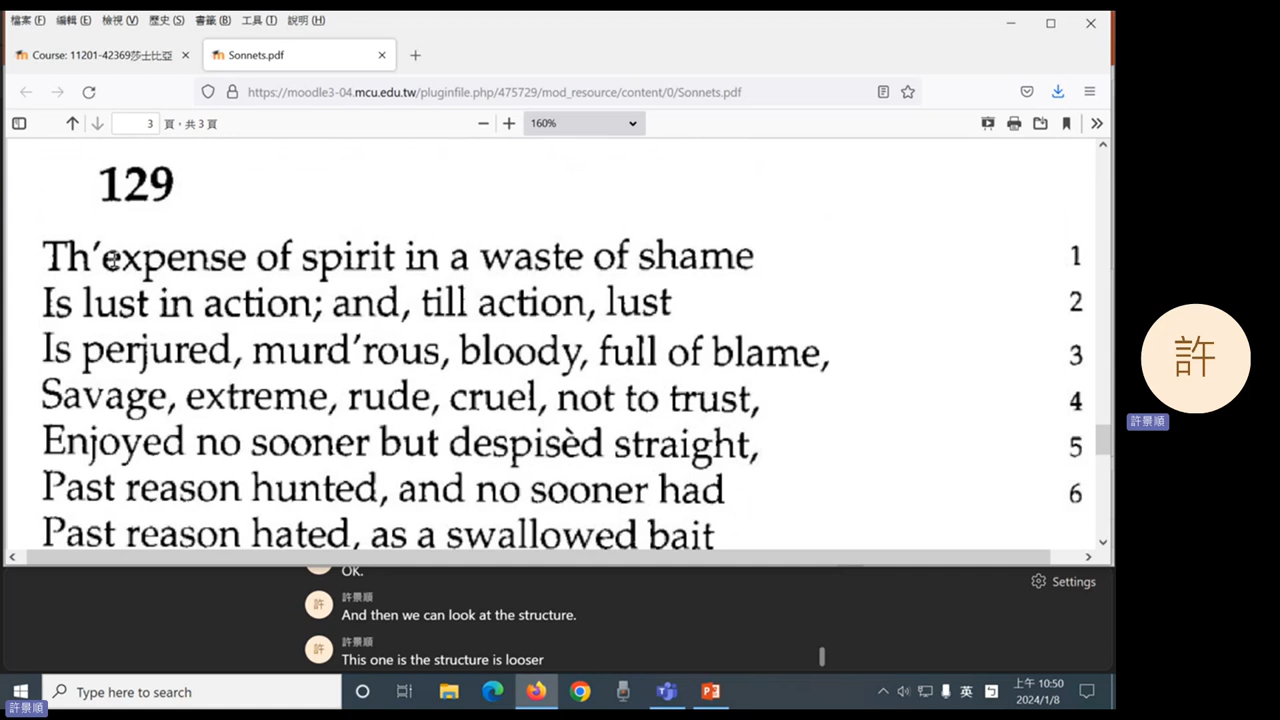 檔案(F) 編輯(E) 檢視(V) 歷史(S) 書籤(B) 工具(T) 說明(H)
Course: 11201-42369莎士比亞
Sonnets.pdf
https://moodle3-04.mcu.edu.tw/pluginfile.php/475729/mod_resource/content/0/Sonnets.pdf
3 頁，共 3 頁
160%
129
Th'expense of spirit in a waste of shame 1
Is lust in action; and, till action, lust 2
Is perjured, murd'rous, bloody, full of blame, 3
Savage, extreme, rude, cruel, not to trust, 4
Enjoyed no sooner but despisèd straight, 5
Past reason hunted, and no sooner had 6
Past reason hated, as a swallowed bait
許
許景順
OK.
Settings
許 許景順
And then we can look at the structure.
許 許景順
This one is the structure is looser
Type here to search
英
上午 10:50
2024/1/8
許景順